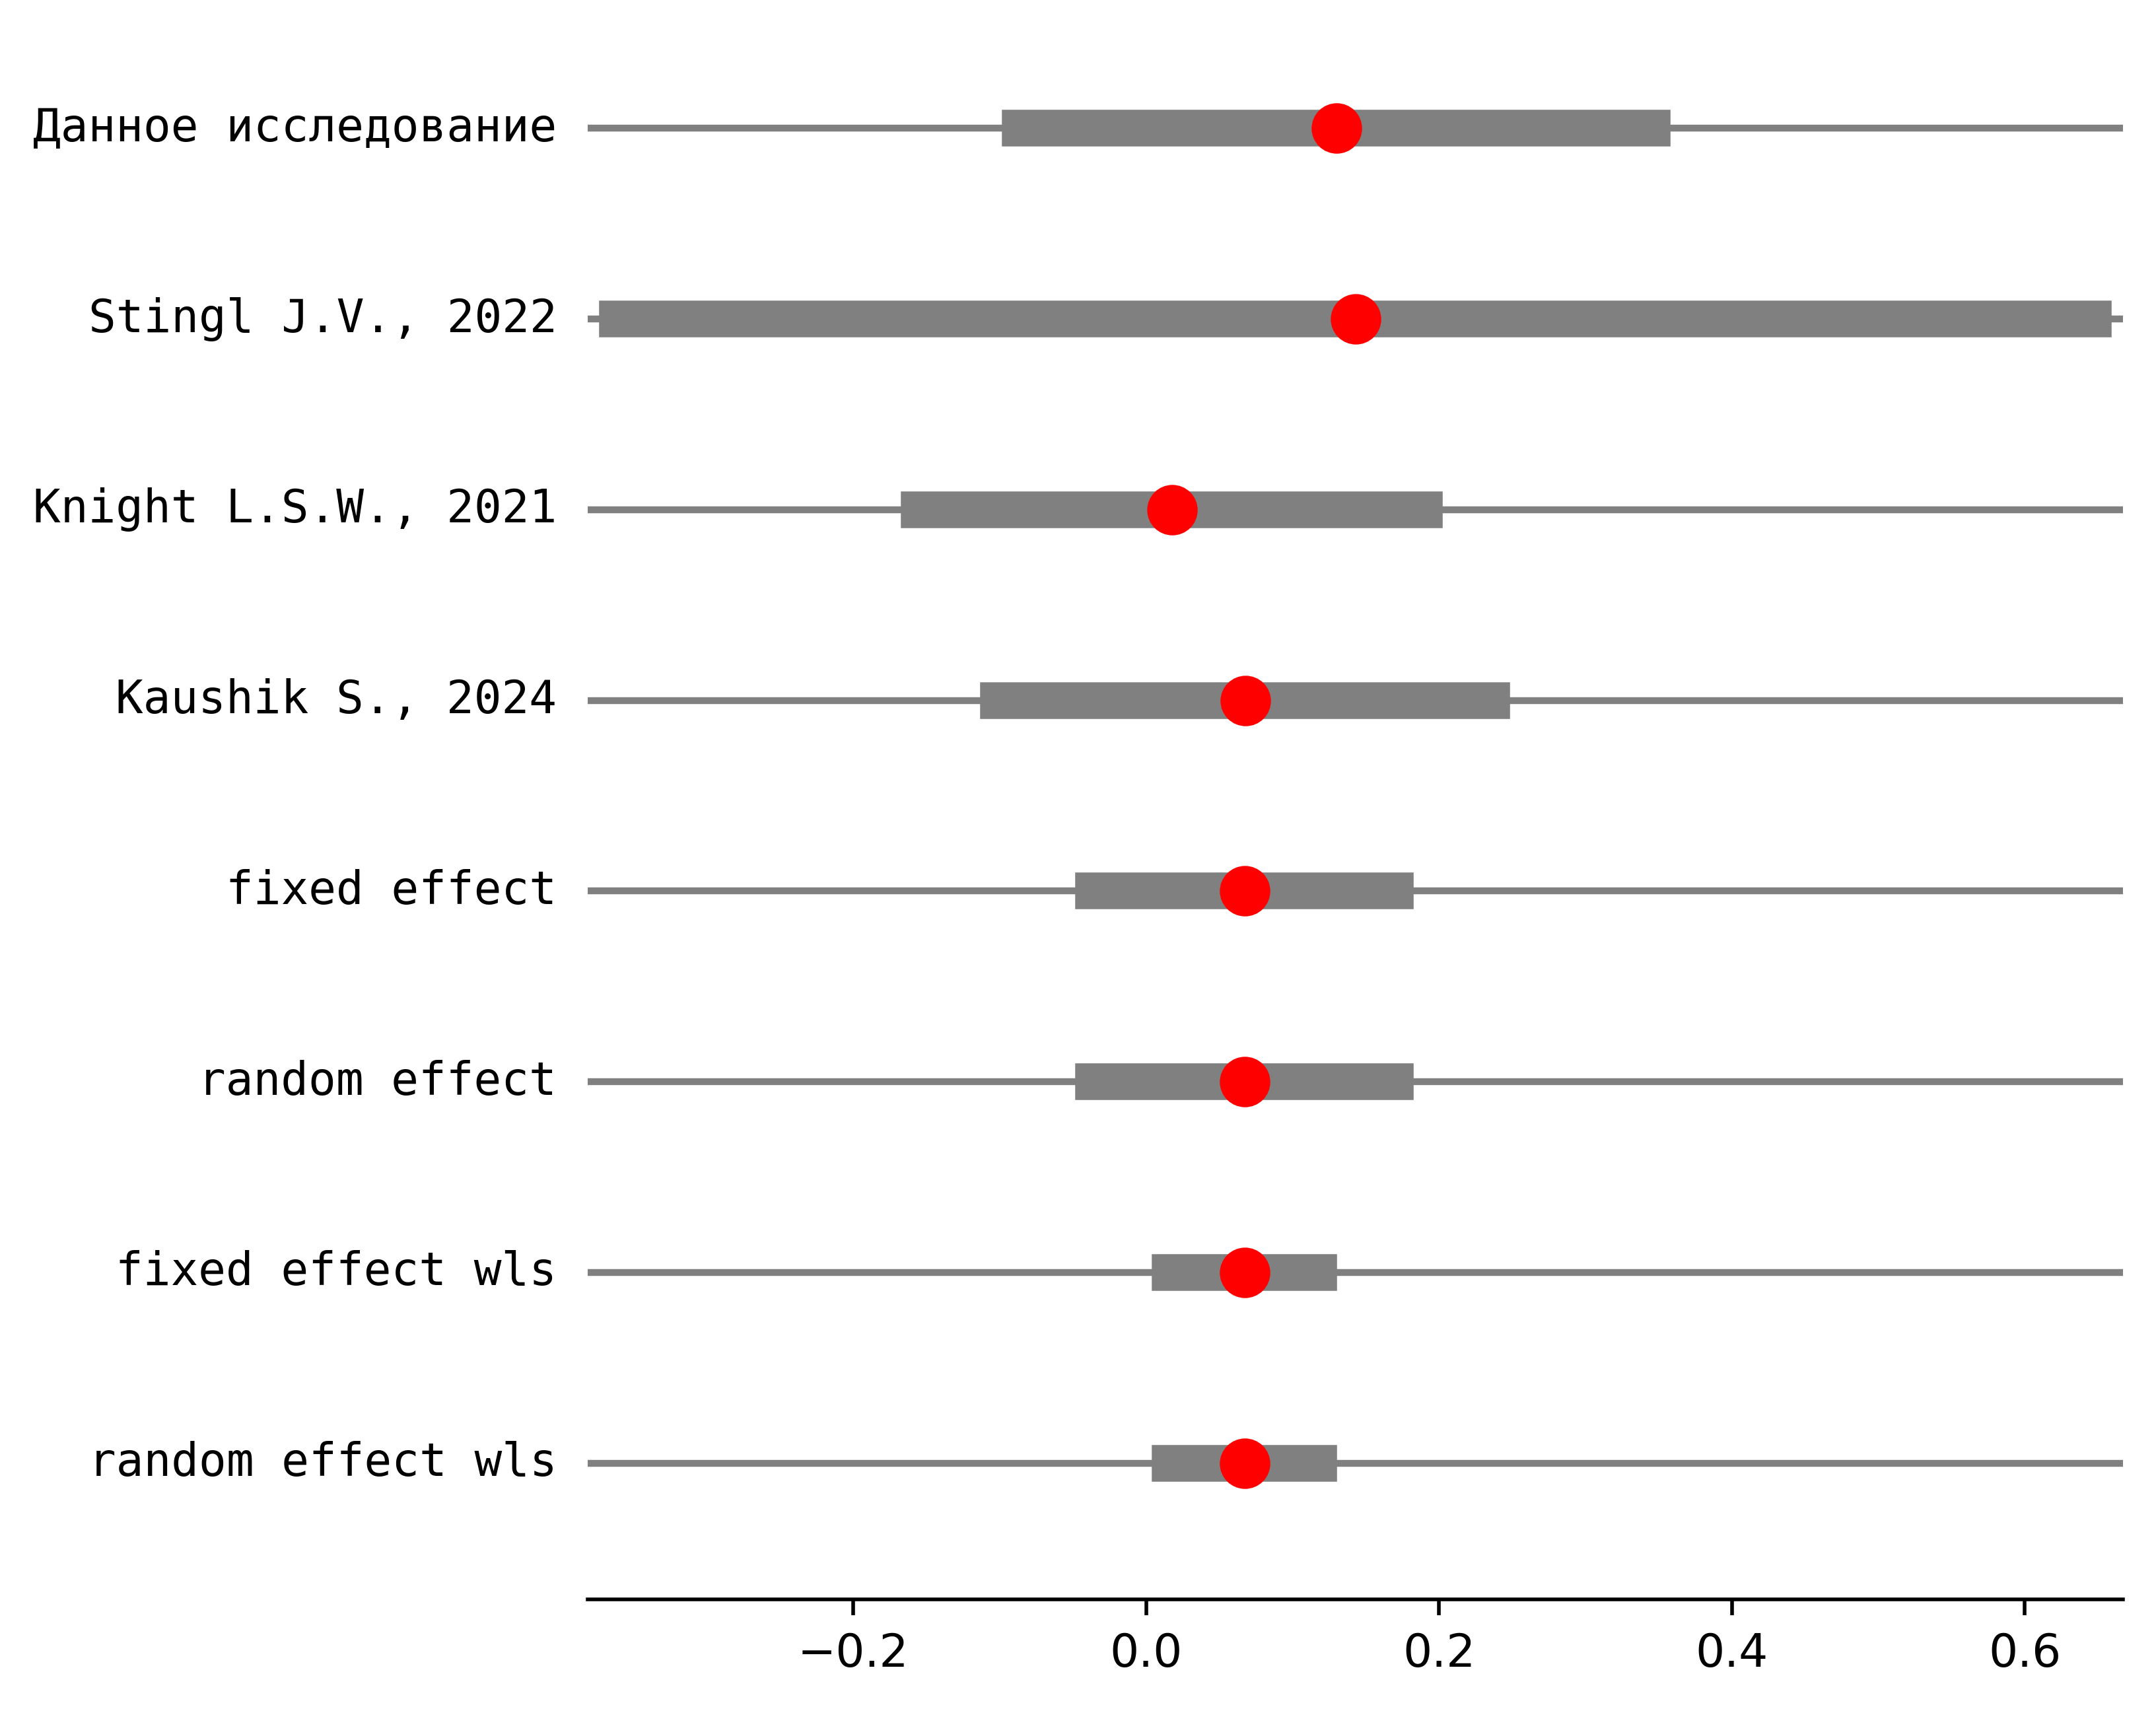 Данное исследование
Stingl J.V., 2022
Knight L.S.W., 2021
Kaushik S., 2024
fixed effect
random effect
fixed effect wls
random effect wls
−0.2 0.0 0.2 0.4 0.6